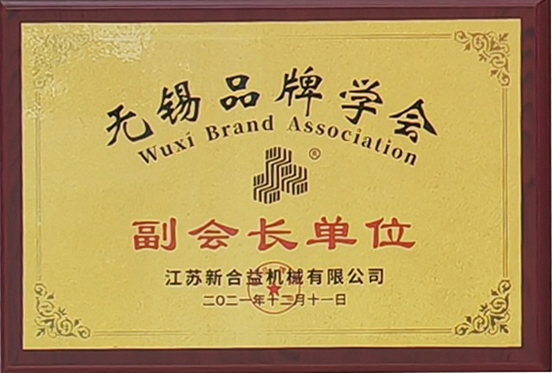 无锡品牌学会
Wuxi Brand Association
®
副会长单位
江苏新合益机械有限公司
二〇二一年十二月十一日